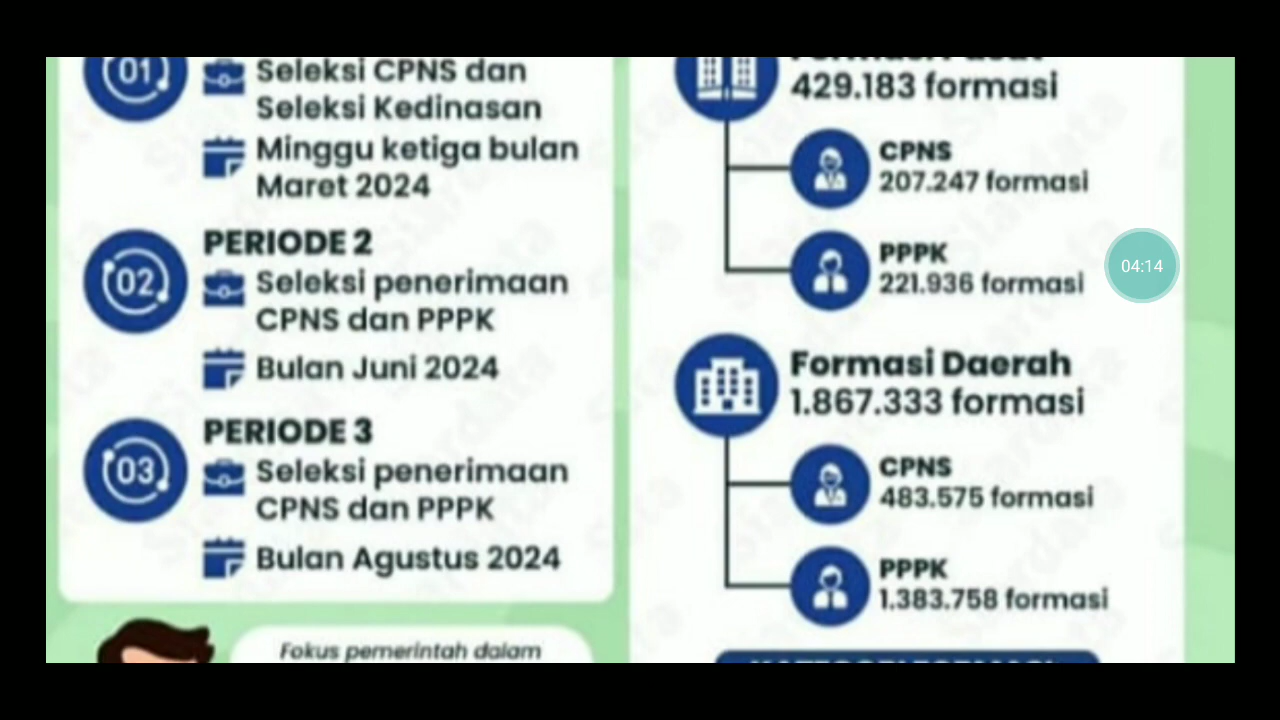 01
Seleksi CPNS dan
Seleksi Kedinasan
Minggu ketiga bulan
Maret 2024
02
PERIODE 2
Seleksi penerimaan
CPNS dan PPPK
Bulan Juni 2024
03
PERIODE 3
Seleksi penerimaan
CPNS dan PPPK
Bulan Agustus 2024
Fokus pemerintah dalam
429.183 formasi
CPNS
207.247 formasi
PPPK
221.936 formasi
Formasi Daerah
1.867.333 formasi
CPNS
483.575 formasi
PPPK
1.383.758 formasi
04:14